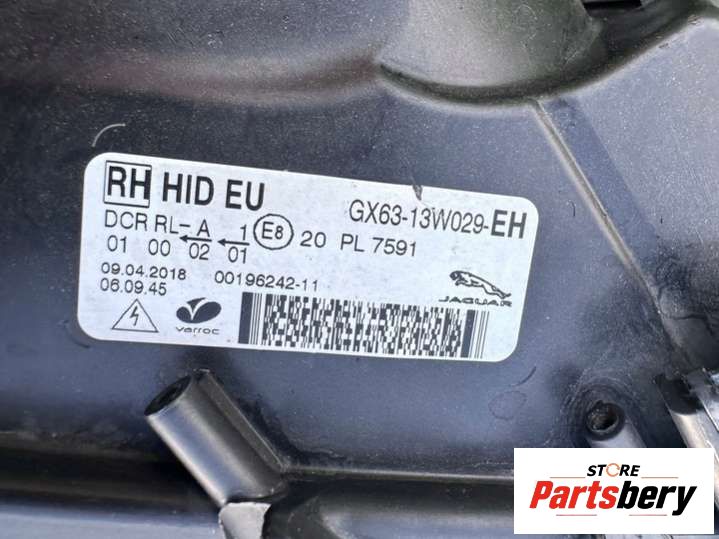 RH HID EU
GX63-13W029-EH
DCR RL-A 1 E8 20 PL 7591
01 00 02 01
09.04.2018 00196242-11
06.09.45
varroc
JAGUAR
STORE
Partsbery